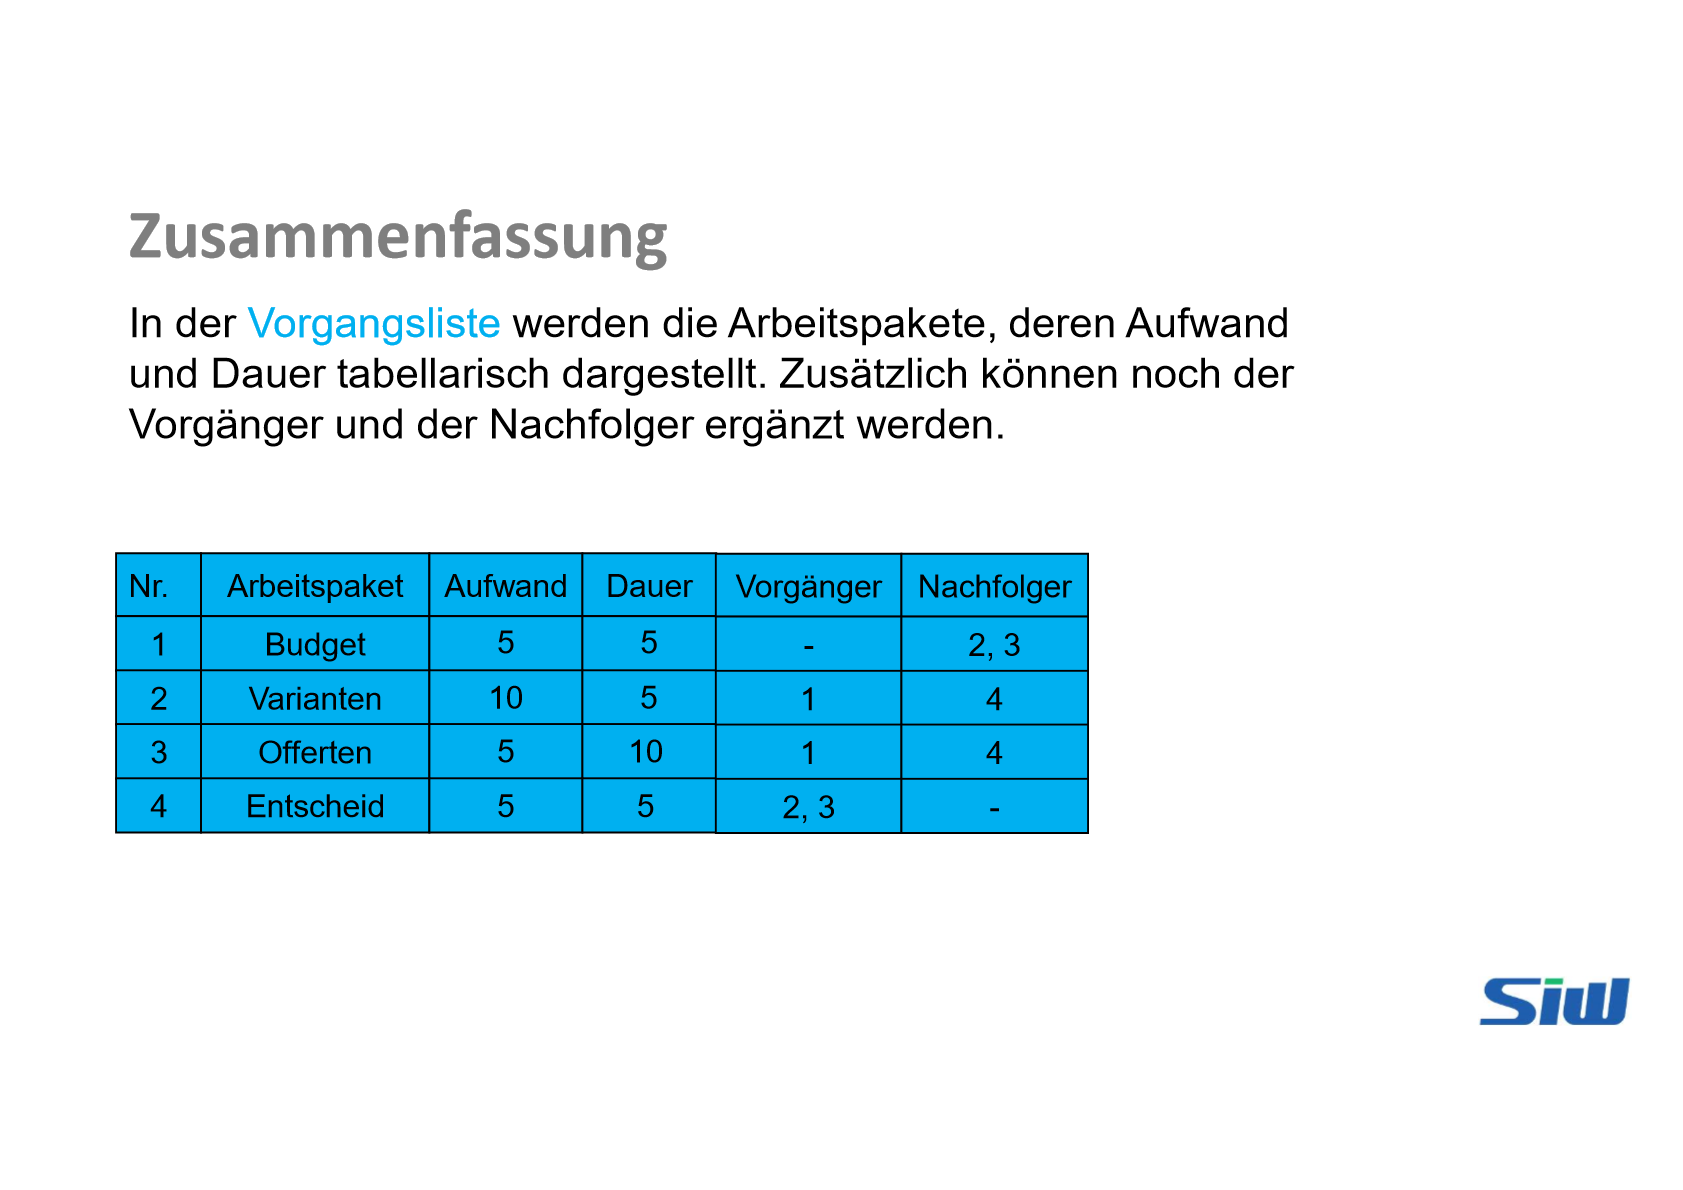 Zusammenfassung
In der Vorgangsliste werden die Arbeitspakete, deren Aufwand
und Dauer tabellarisch dargestellt. Zusätzlich können noch der
Vorgänger und der Nachfolger ergänzt werden.
Nr. Arbeitspaket Aufwand Dauer Vorgänger Nachfolger
1 Budget 5 5 - 2, 3
2 Varianten 10 5 1 4
3 Offerten 5 10 1 4
4 Entscheid 5 5 2, 3 -
Siw